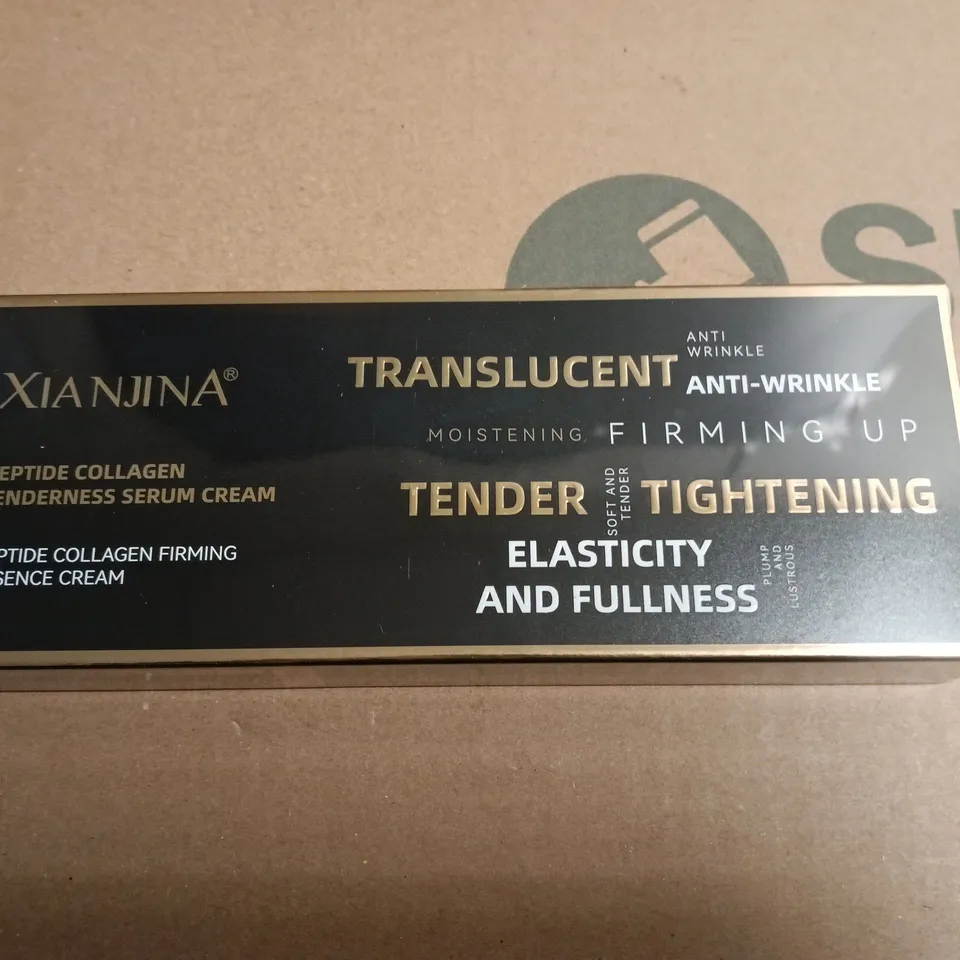 XIANJINA®
EPTIDE COLLAGEN
ENDERNESS SERUM CREAM
PTIDE COLLAGEN FIRMING
SENCE CREAM
TRANSLUCENT
ANTI
WRINKLE
ANTI-WRINKLE
MOISTENING
FIRMING UP
TENDER
SOFT AND
TENDER
TIGHTENING
ELASTICITY
AND FULLNESS
PLUMP
AND
LUSTROUS